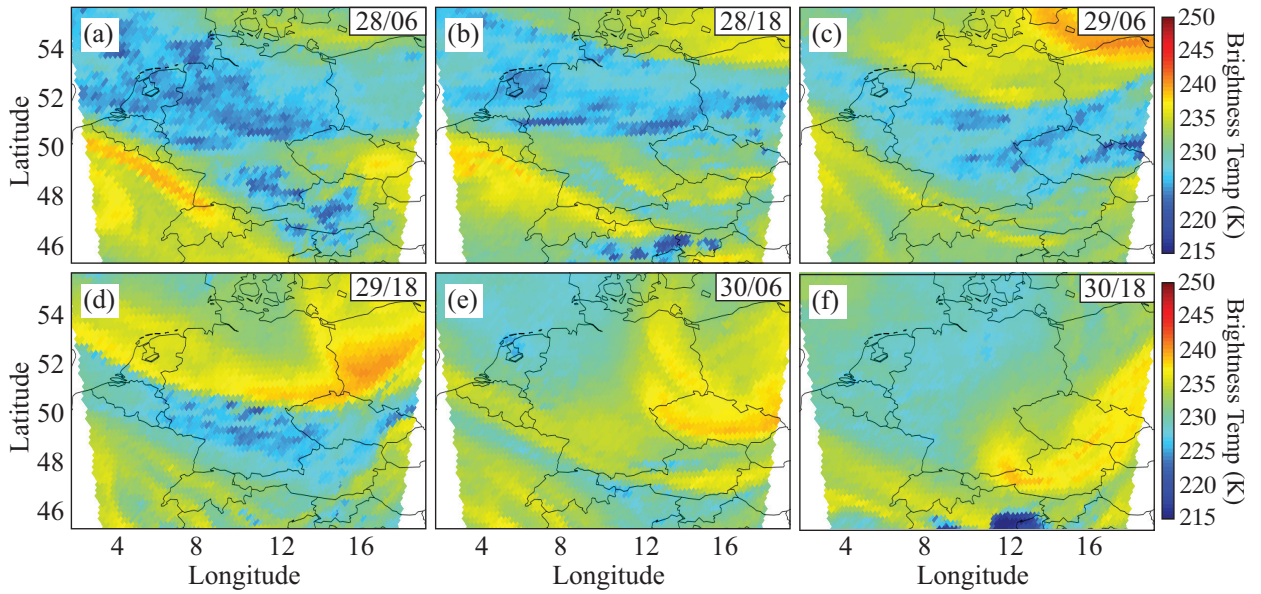 (a) 28/06
(b) 28/18
(c) 29/06
54
52
50
48
46
Latitude
250
245
240
235
230
225
220
215
Brightness Temp (K)
(d) 29/18
(e) 30/06
(f) 30/18
54
52
50
48
46
Latitude
250
245
240
235
230
225
220
215
Brightness Temp (K)
4 8 12 16
4 8 12 16
4 8 12 16
Longitude
Longitude
Longitude